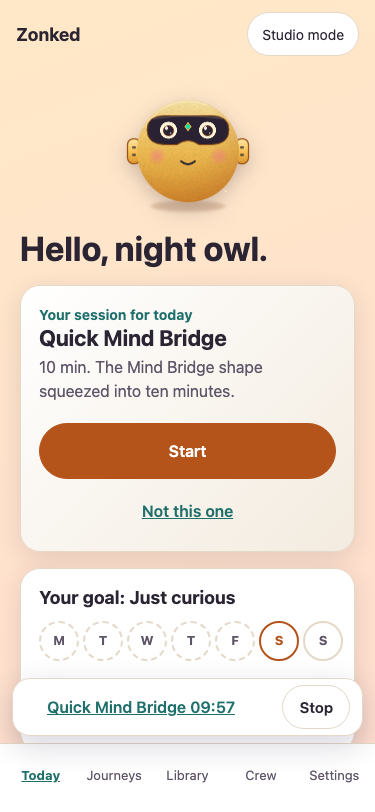 Zonked
Studio mode
Hello, night owl.
Your session for today
Quick Mind Bridge
10 min. The Mind Bridge shape
squeezed into ten minutes.
Start
Not this one
Your goal: Just curious
M T W T F S S
Quick Mind Bridge 09:57
Stop
Today Journeys Library Crew Settings